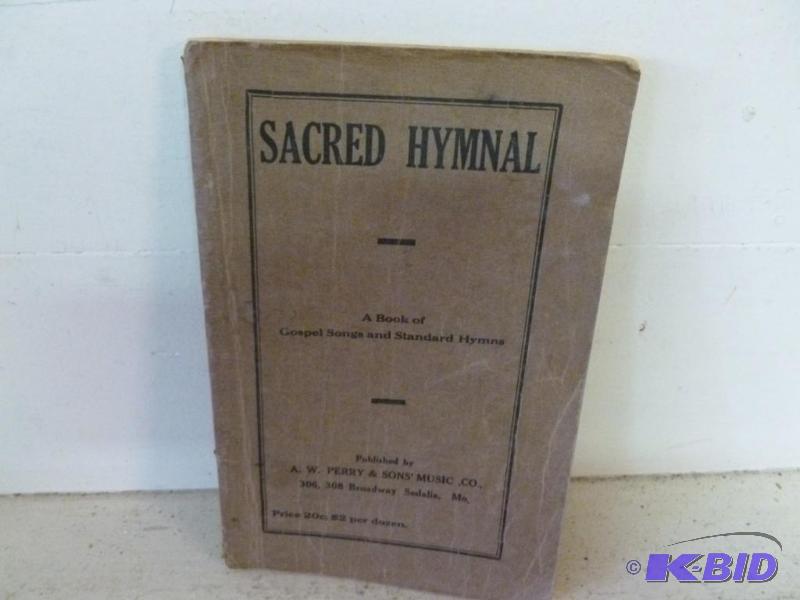 SACRED HYMNAL
A Book of
Gospel Songs and Standard Hymns
Published by
A. W. PERRY & SONS' MUSIC CO.,
306, 308 Broadway Sedalia, Mo.
Price 20c, $2 per dozen.
© K-BID